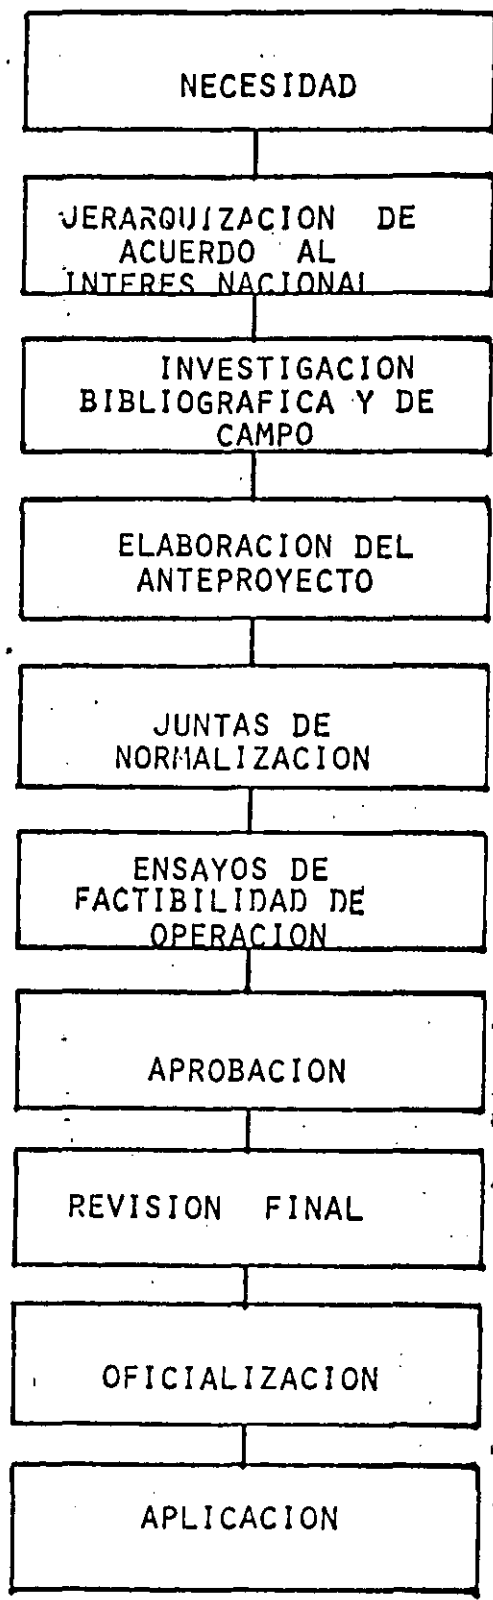 NECESIDAD
JERARQUIZACION DE
ACUERDO AL
INTERES NACIONAL
INVESTIGACION
BIBLIOGRAFICA Y DE
CAMPO
ELABORACION DEL
ANTEPROYECTO
JUNTAS DE
NORMALIZACION
ENSAYOS DE
FACTIBILIDAD DE
OPERACION
APROBACION
REVISION FINAL
OFICIALIZACION
APLICACION